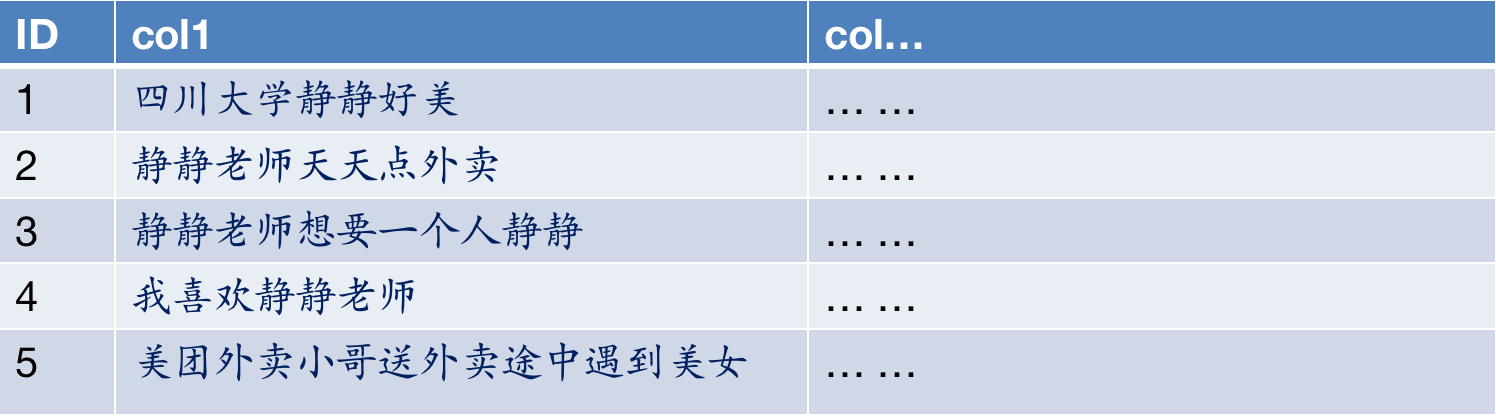 ID col1 col…
1 四川大学静静好美 … …
2 静静老师天天点外卖 … …
3 静静老师想要一个人静静 … …
4 我喜欢静静老师 … …
5 美团外卖小哥送外卖途中遇到美女 … …